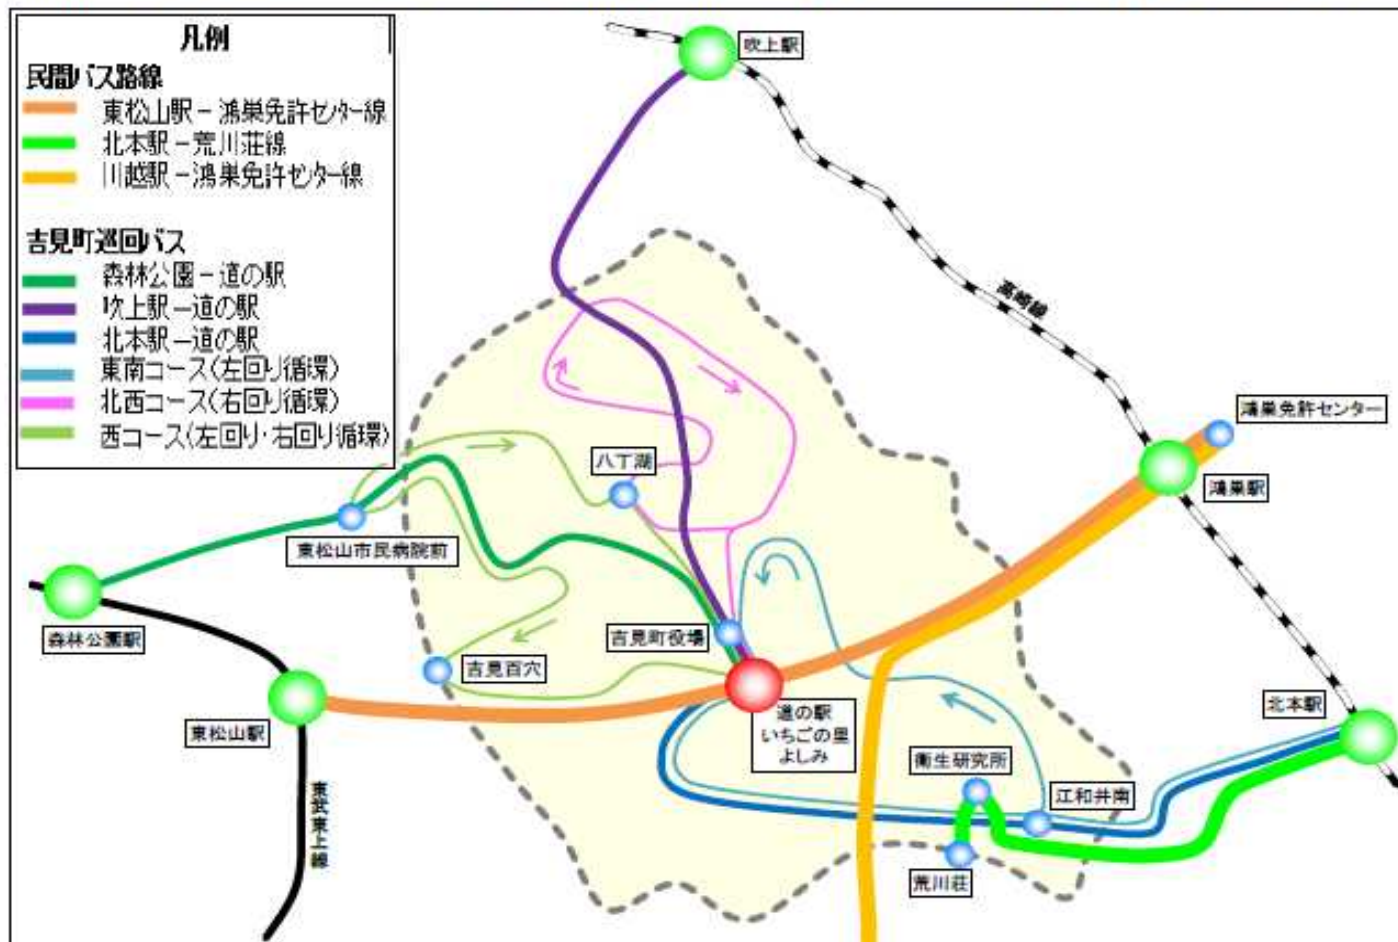 凡例
民間バス路線
東松山駅－鴻巣免許センター線
北本駅－荒川荘線
川越駅－鴻巣免許センター線
吉見町巡回バス
森林公園－道の駅
吹上駅－道の駅
北本駅－道の駅
東南コース(左回り循環)
北西コース(右回り循環)
西コース(左回り・右回り循環)
吹上駅
高崎線
鴻巣免許センター
鴻巣駅
八丁湖
東松山市民病院前
森林公園駅
吉見町役場
吉見百穴
東松山駅
道の駅
いちごの里
よしみ
北本駅
衛生研究所
江和井南
荒川荘
東武東上線